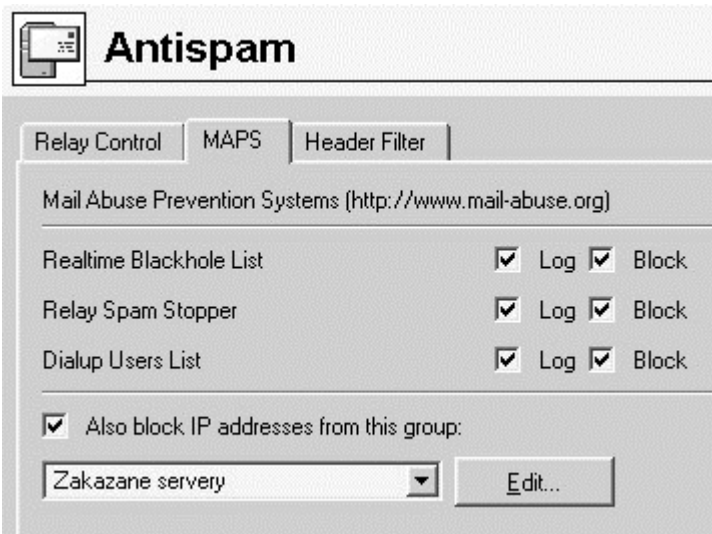 Antispam
Relay Control MAPS Header Filter
Mail Abuse Prevention Systems (http://www.mail-abuse.org)
Realtime Blackhole List Log Block
Relay Spam Stopper Log Block
Dialup Users List Log Block
Also block IP addresses from this group:
Zakazane servery Edit...